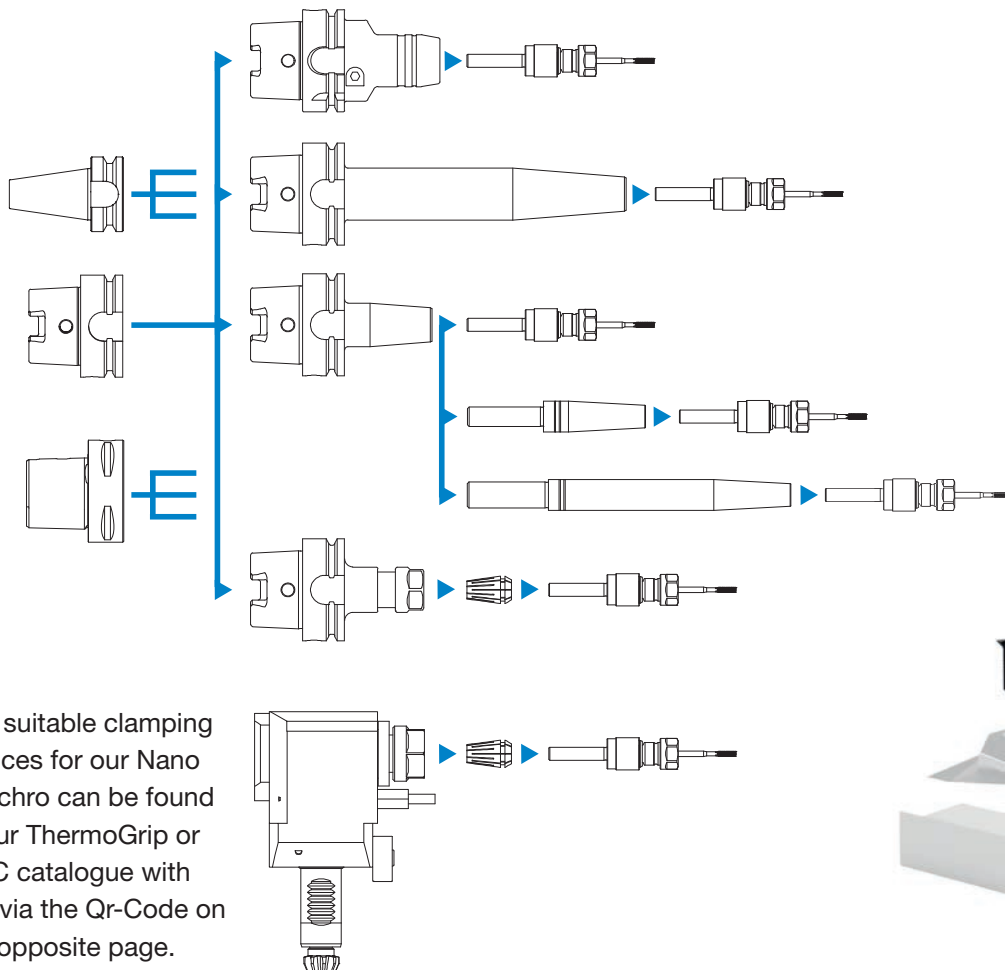 suitable clamping
ces for our Nano
chro can be found
ur ThermoGrip or
C catalogue with
via the Qr-Code on
opposite page.